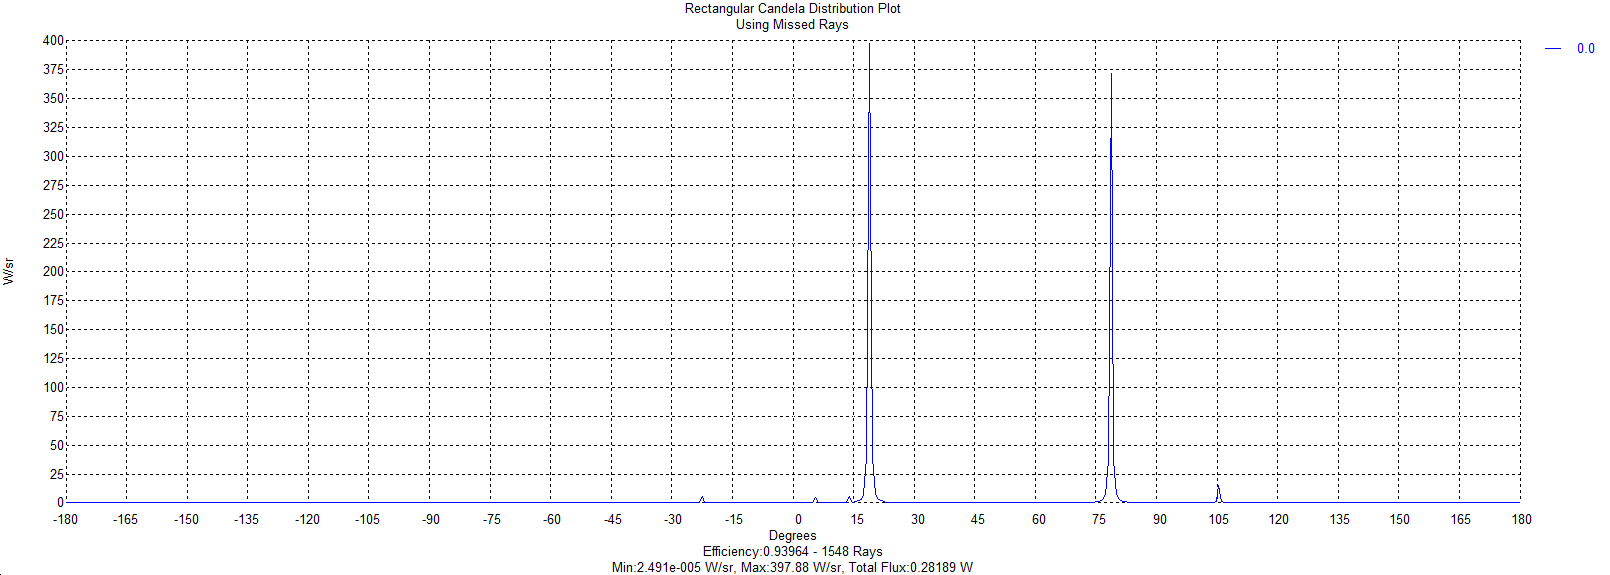 Rectangular Candela Distribution Plot
Using Missed Rays
0.0
400
375
350
325
300
275
250
225
200
175
150
125
100
75
50
25
0
W/sr
-180 -165 -150 -135 -120 -105 -90 -75 -60 -45 -30 -15 0 15 30 45 60 75 90 105 120 135 150 165 180
Degrees
Efficiency:0.93964 - 1548 Rays
Min:2.491e-005 W/sr, Max:397.88 W/sr, Total Flux:0.28189 W